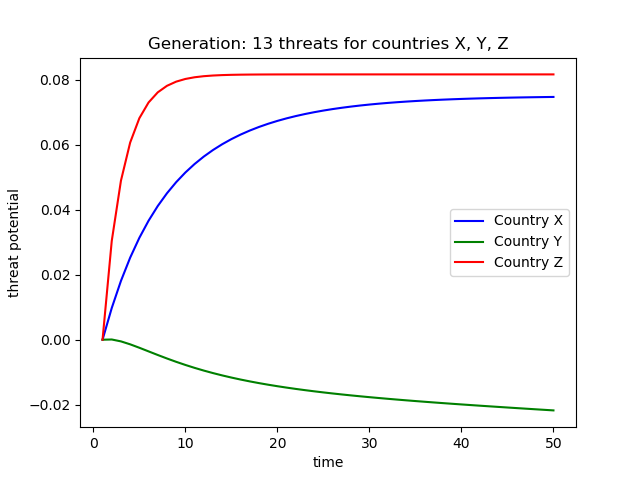 Generation: 13 threats for countries X, Y, Z
threat potential
0.08
0.06
0.04
0.02
0.00
−0.02
Country X
Country Y
Country Z
0
10
20
30
40
50
time